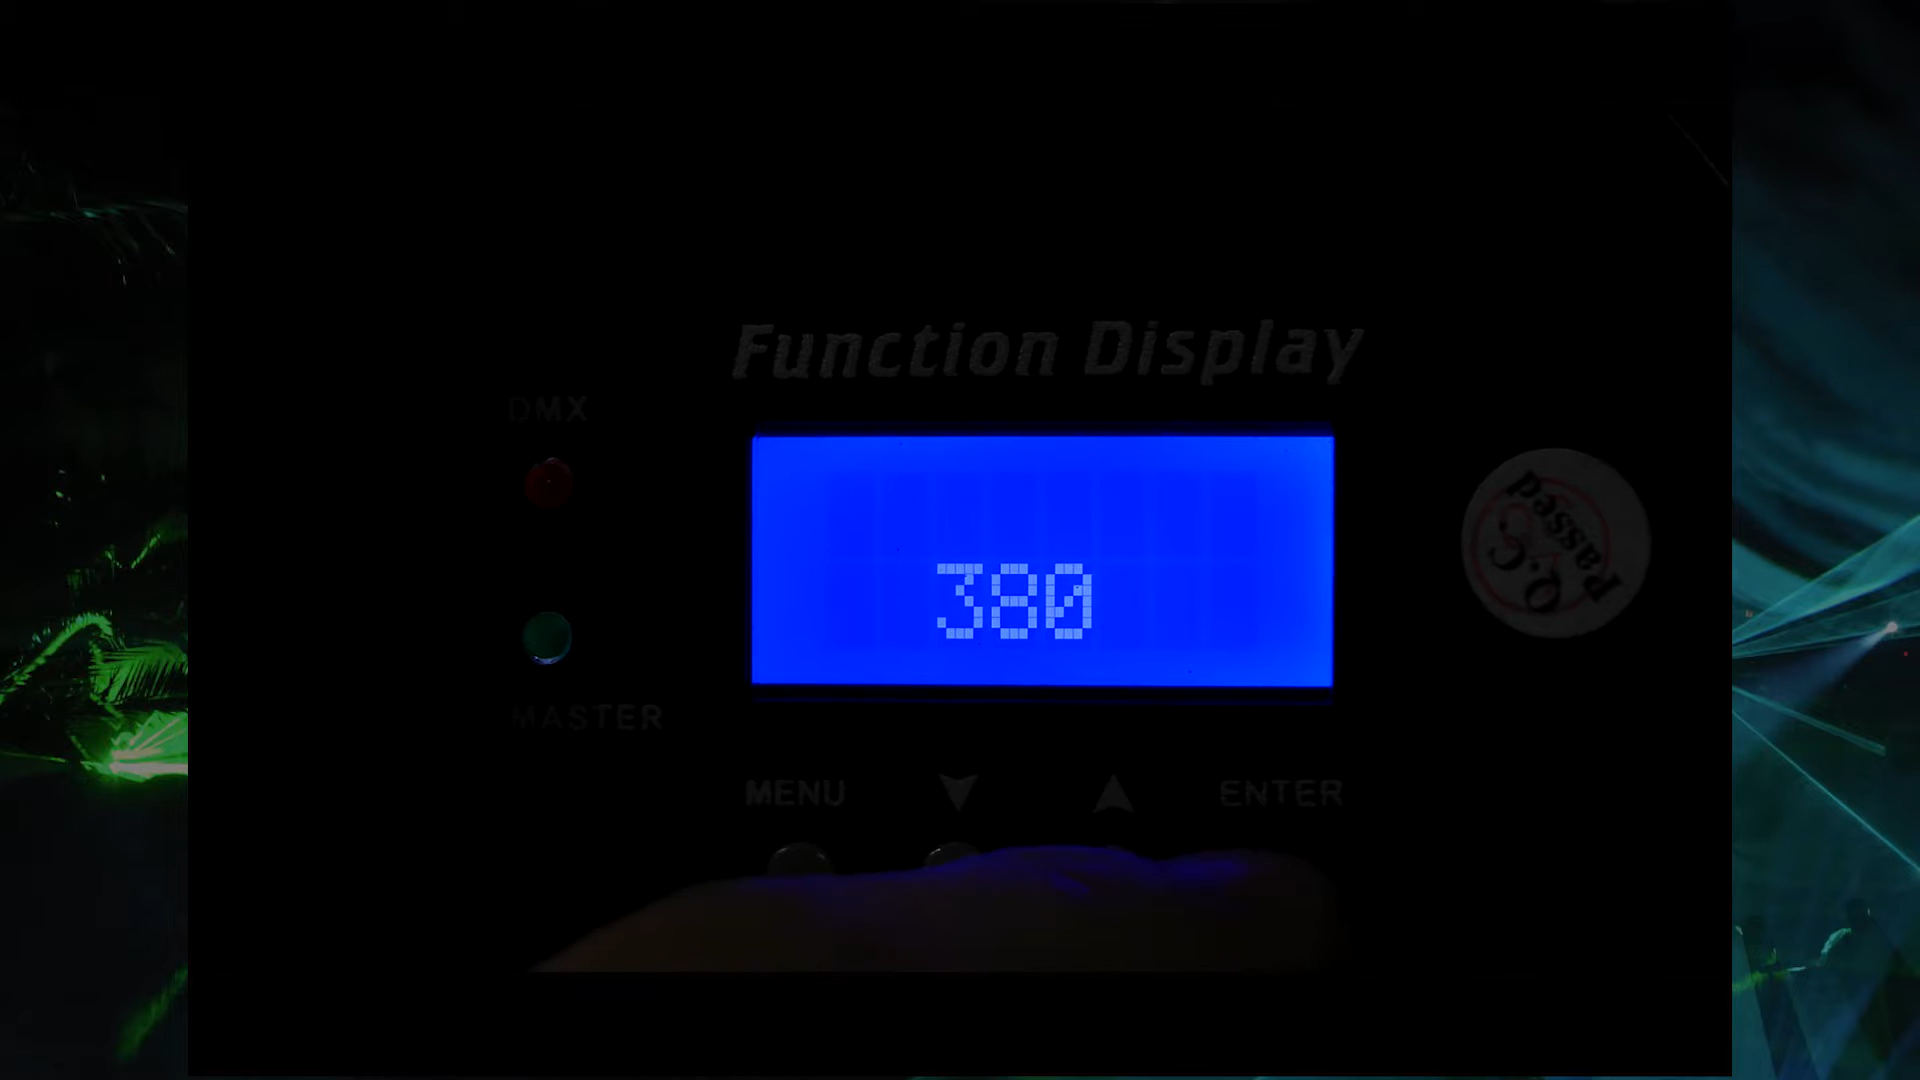 Function Display
DMX
380
Q.C.
Passed
MASTER
MENU
ENTER